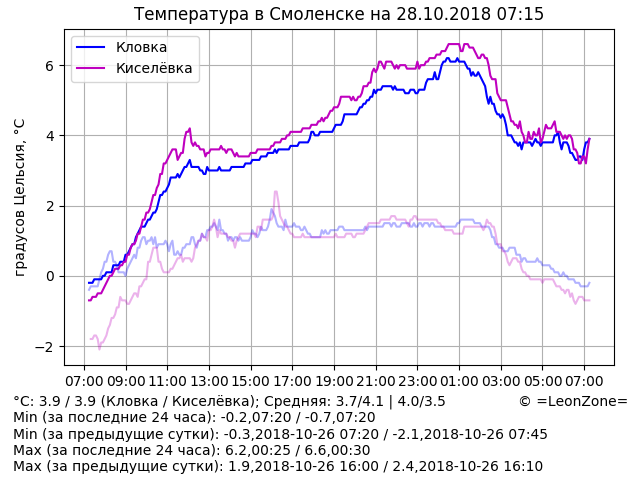 Температура в Смоленске на 28.10.2018 07:15
Кловка
Киселёвка
градусов Цельсия, °C
6
4
2
0
−2
07:00 09:00 11:00 13:00 15:00 17:00 19:00 21:00 23:00 01:00 03:00 05:00 07:00
°C: 3.9 / 3.9 (Кловка / Киселёвка); Средняя: 3.7/4.1 | 4.0/3.5 © =LeonZone=
Min (за последние 24 часа): -0.2,07:20 / -0.7,07:20
Min (за предыдущие сутки): -0.3,2018-10-26 07:20 / -2.1,2018-10-26 07:45
Max (за последние 24 часа): 6.2,00:25 / 6.6,00:30
Max (за предыдущие сутки): 1.9,2018-10-26 16:00 / 2.4,2018-10-26 16:10